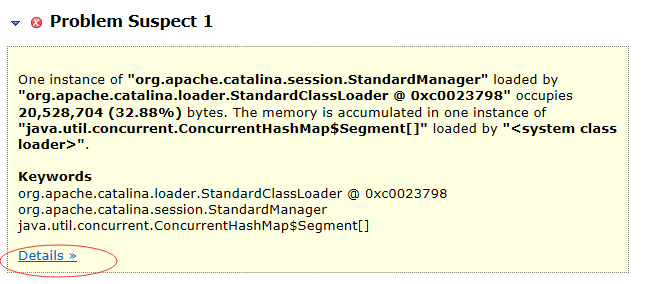 Problem Suspect 1
One instance of "org.apache.catalina.session.StandardManager" loaded by
"org.apache.catalina.loader.StandardClassLoader @ 0xc0023798" occupies
20,528,704 (32.88%) bytes. The memory is accumulated in one instance of
"java.util.concurrent.ConcurrentHashMap$Segment[]" loaded by "<system class
loader>".
Keywords
org.apache.catalina.loader.StandardClassLoader @ 0xc0023798
org.apache.catalina.session.StandardManager
java.util.concurrent.ConcurrentHashMap$Segment[]
Details »